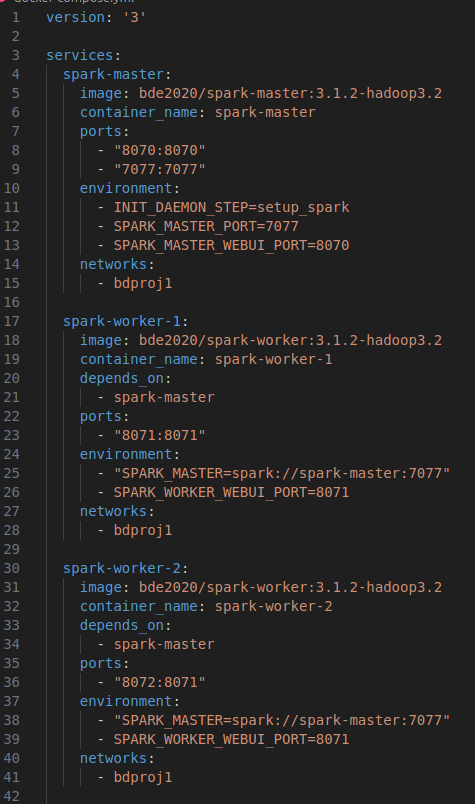 docker-compose.yml
1 version: '3'
2
3 services:
4 spark-master:
5 image: bde2020/spark-master:3.1.2-hadoop3.2
6 container_name: spark-master
7 ports:
8 - "8070:8070"
9 - "7077:7077"
10 environment:
11 - INIT_DAEMON_STEP=setup_spark
12 - SPARK_MASTER_PORT=7077
13 - SPARK_MASTER_WEBUI_PORT=8070
14 networks:
15 - bdproj1
16
17 spark-worker-1:
18 image: bde2020/spark-worker:3.1.2-hadoop3.2
19 container_name: spark-worker-1
20 depends_on:
21 - spark-master
22 ports:
23 - "8071:8071"
24 environment:
25 - "SPARK_MASTER=spark://spark-master:7077"
26 - SPARK_WORKER_WEBUI_PORT=8071
27 networks:
28 - bdproj1
29
30 spark-worker-2:
31 image: bde2020/spark-worker:3.1.2-hadoop3.2
32 container_name: spark-worker-2
33 depends_on:
34 - spark-master
35 ports:
36 - "8072:8071"
37 environment:
38 - "SPARK_MASTER=spark://spark-master:7077"
39 - SPARK_WORKER_WEBUI_PORT=8071
40 networks:
41 - bdproj1
42